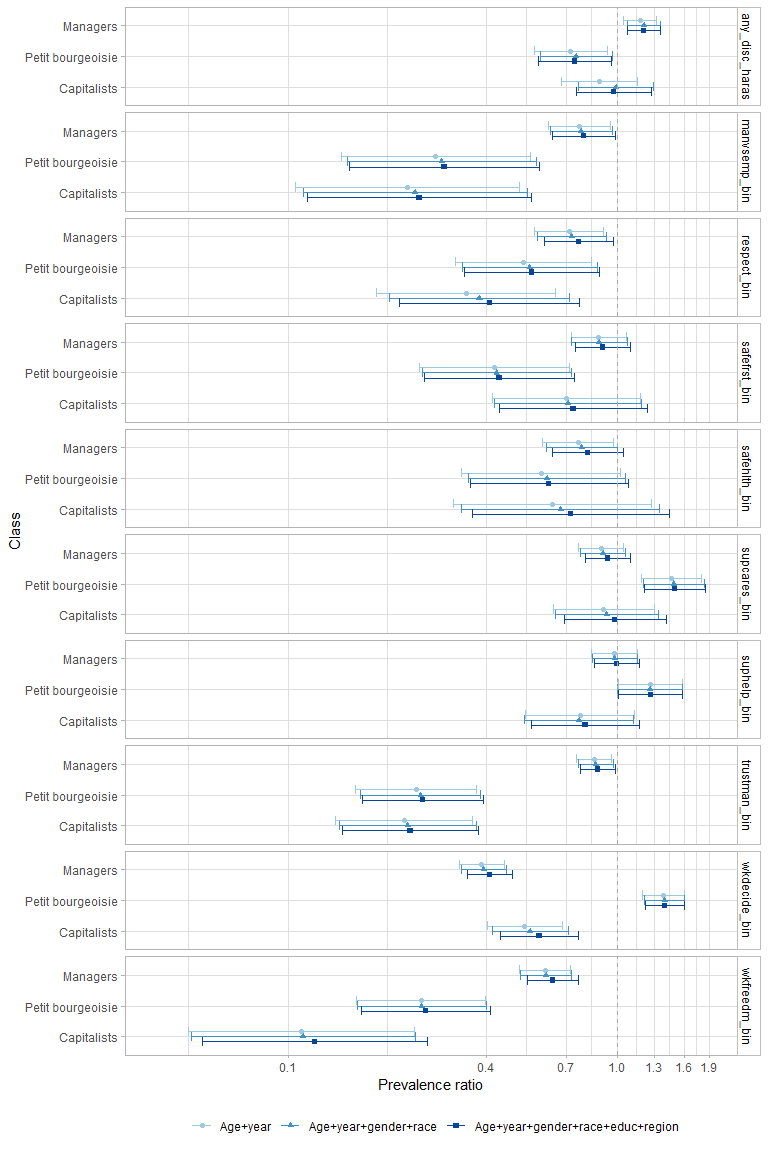 Managers
Petit bourgeoisie
Capitalists
any_disc_haras
Managers
Petit bourgeoisie
Capitalists
manvsemp_bin
Managers
Petit bourgeoisie
Capitalists
respect_bin
Managers
Petit bourgeoisie
Capitalists
safefrst_bin
Managers
Petit bourgeoisie
Capitalists
safehlth_bin
Managers
Petit bourgeoisie
Capitalists
supcares_bin
Managers
Petit bourgeoisie
Capitalists
suphelp_bin
Managers
Petit bourgeoisie
Capitalists
trustman_bin
Managers
Petit bourgeoisie
Capitalists
wkdecide_bin
Managers
Petit bourgeoisie
Capitalists
wkfreedm_bin
Class
0.1 0.4 0.7 1.0 1.3 1.6 1.9
Prevalence ratio
Age+year Age+year+gender+race Age+year+gender+race+educ+region